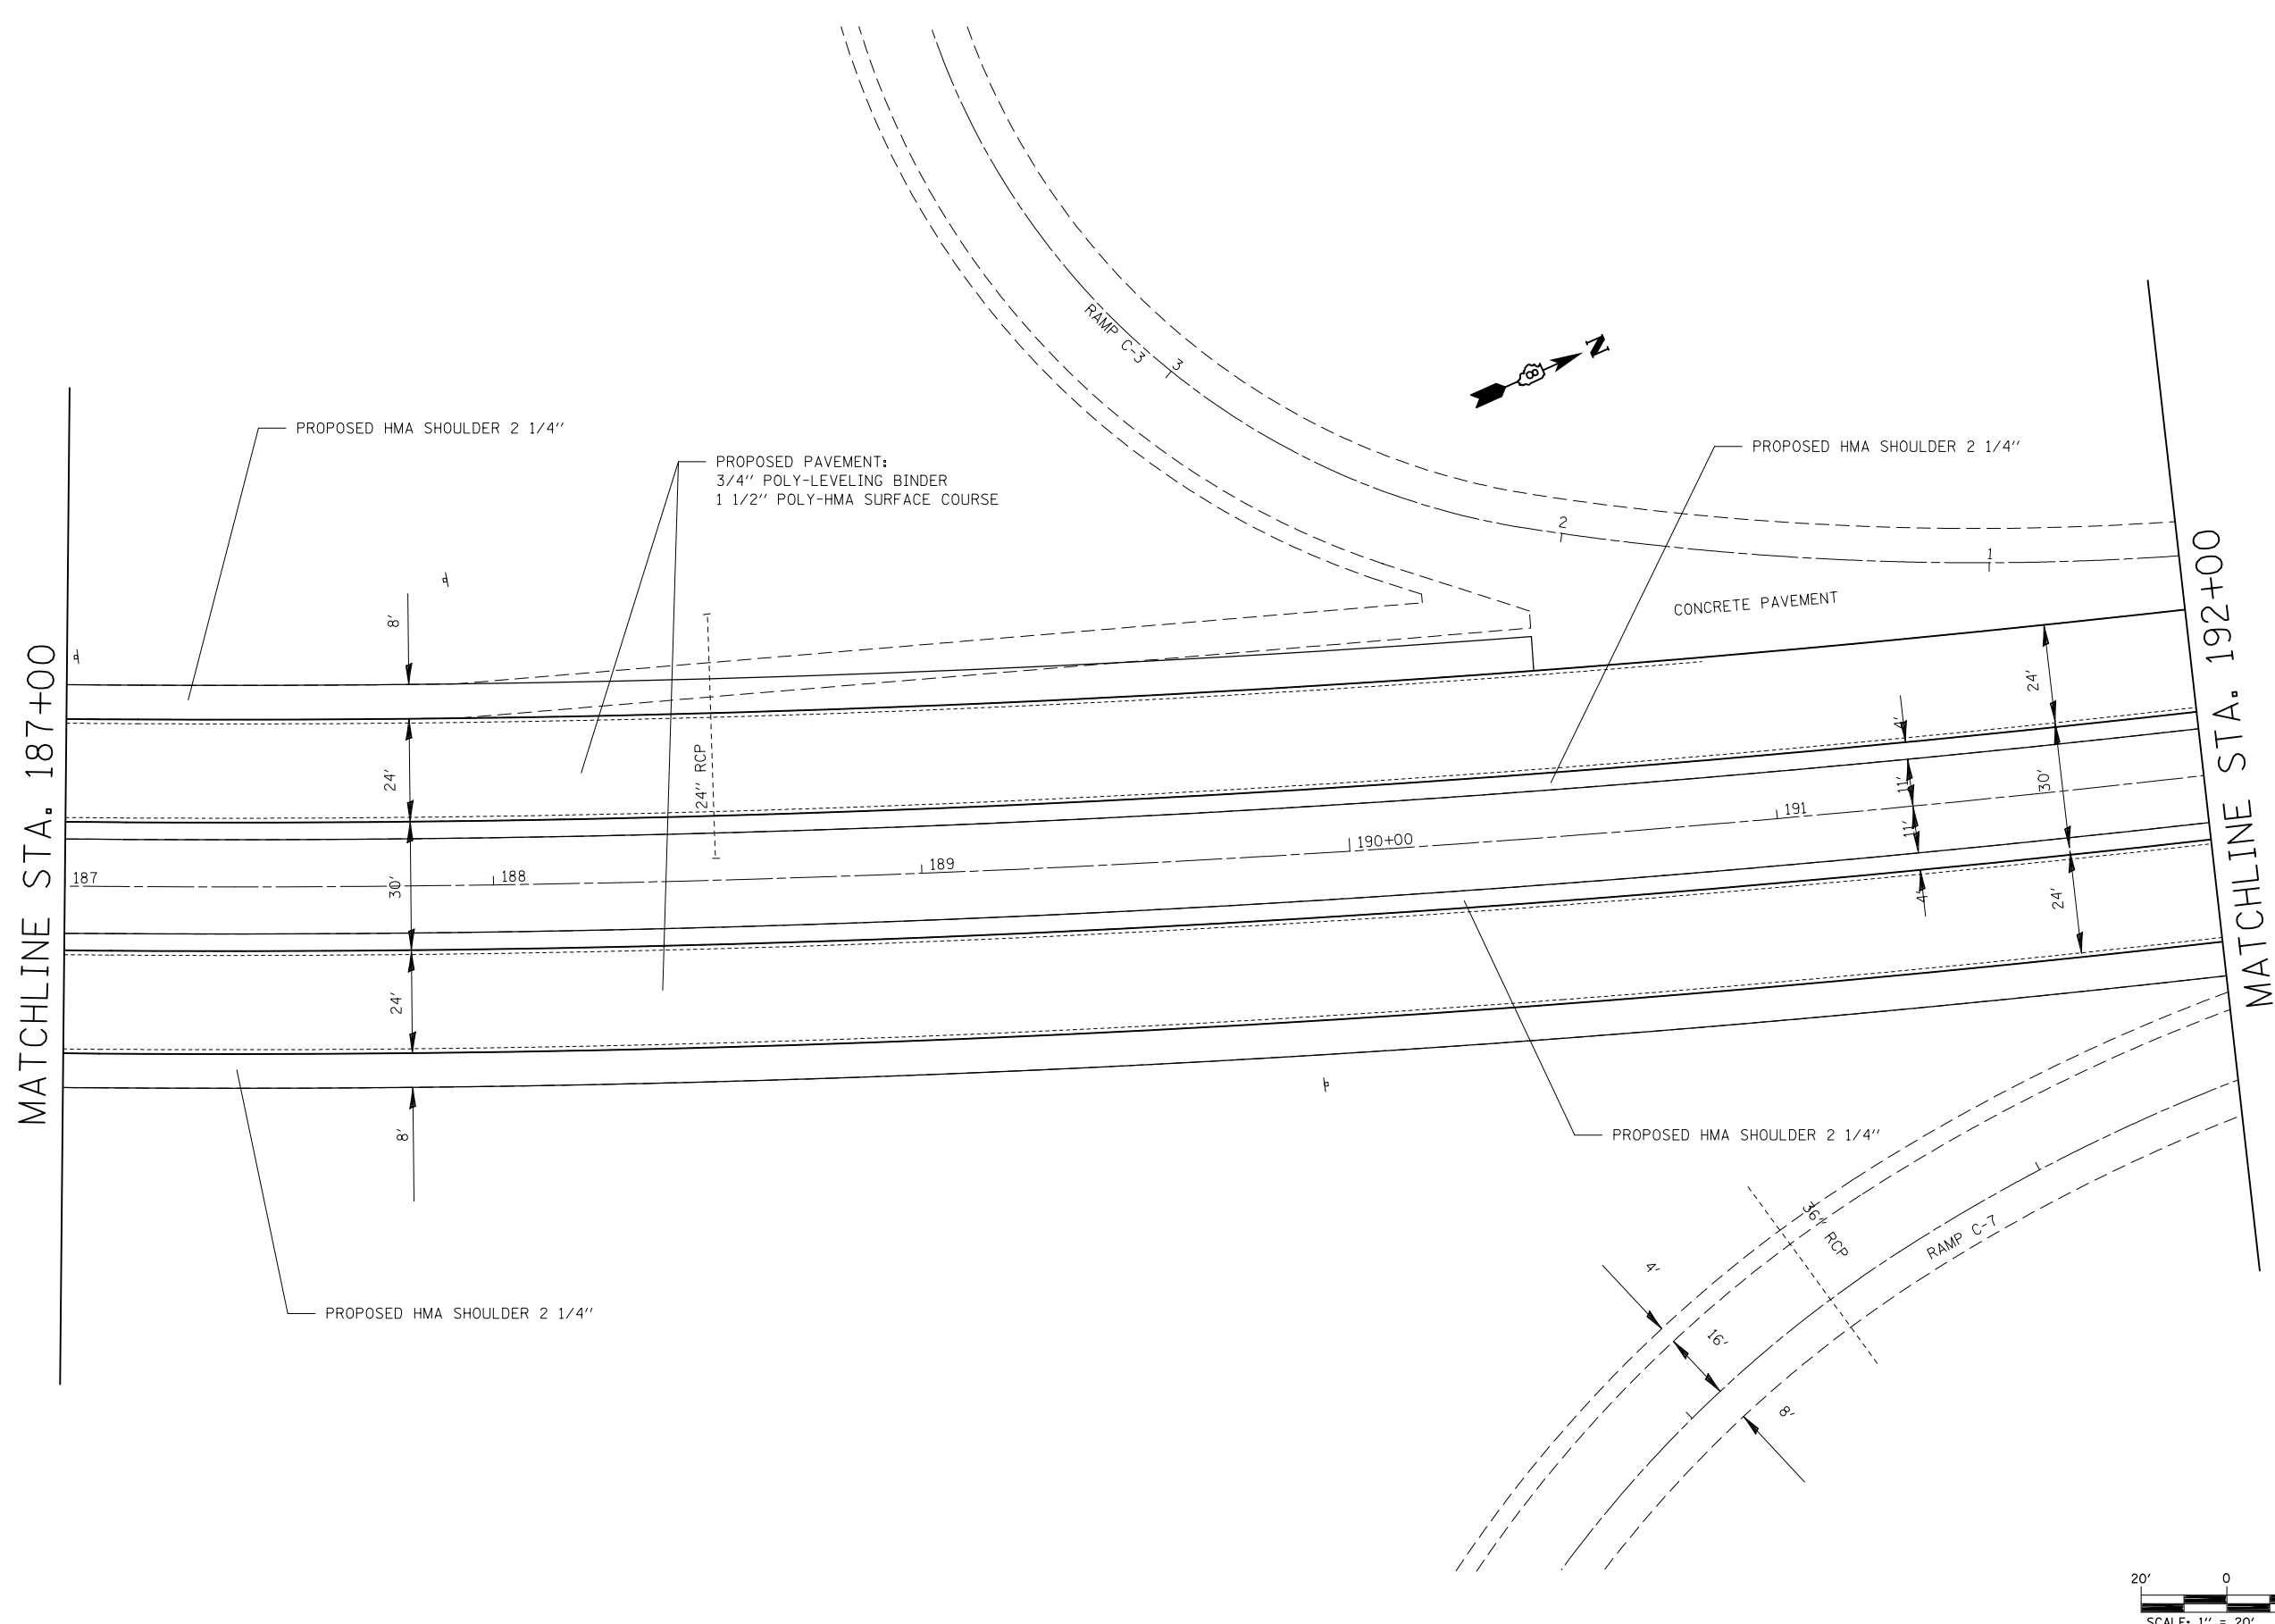 RAMP C-3
3
N
8
PROPOSED HMA SHOULDER 2 1/4"
PROPOSED PAVEMENT:
3/4" POLY-LEVELING BINDER
1 1/2" POLY-HMA SURFACE COURSE
PROPOSED HMA SHOULDER 2 1/4"
2
1
CONCRETE PAVEMENT
8'
24'
24'
4'
24" RCP
11'
30'
11'
191
190+00
189
188
187
30'
4'
24'
24'
8'
MATCHLINE STA. 187+00
MATCHLINE STA. 192+00
PROPOSED HMA SHOULDER 2 1/4"
36" RCP
RAMP C-7
4'
16'
8'
PROPOSED HMA SHOULDER 2 1/4"
20'
0
SCALE: 1" = 20'